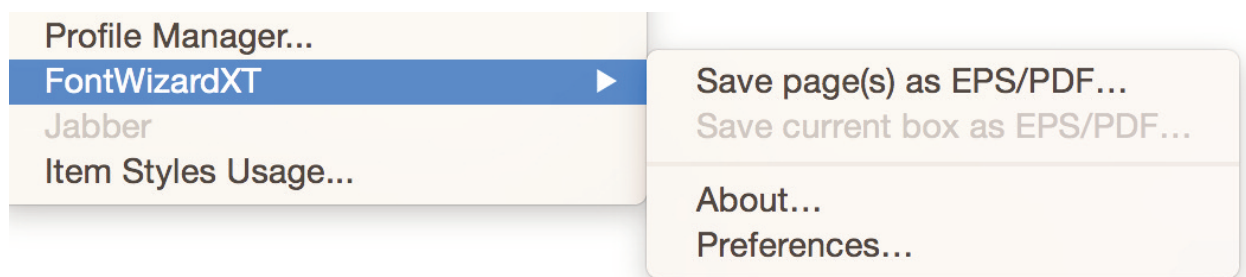 Profile Manager...
FontWizardXT
Jabber
Item Styles Usage...
Save page(s) as EPS/PDF...
Save current box as EPS/PDF...
About...
Preferences...